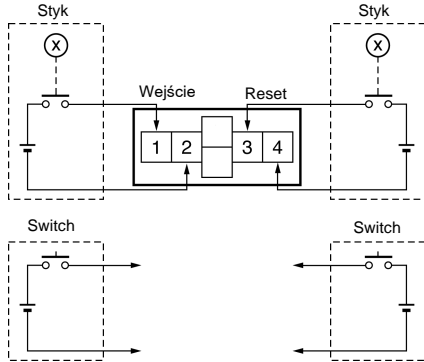 Styk Styk
X X
Wejście Reset
1 2 3 4
Switch Switch